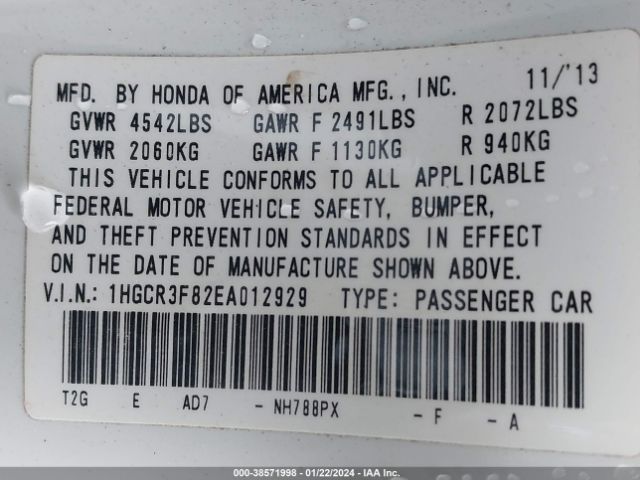 MFD. BY HONDA OF AMERICA MFG., INC. 11/'13
GVWR 4542LBS GAWR F 2491LBS R 2072LBS
GVWR 2060KG GAWR F 1130KG R 940KG
THIS VEHICLE CONFORMS TO ALL APPLICABLE
FEDERAL MOTOR VEHICLE SAFETY, BUMPER,
AND THEFT PREVENTION STANDARDS IN EFFECT
ON THE DATE OF MANUFACTURE SHOWN ABOVE.
V.I.N.: 1HGCR3F82EA012929 TYPE: PASSENGER CAR
T2G E AD7 - NH788PX - F - A
000-38571998 - 01/22/2024 - IAA Inc.